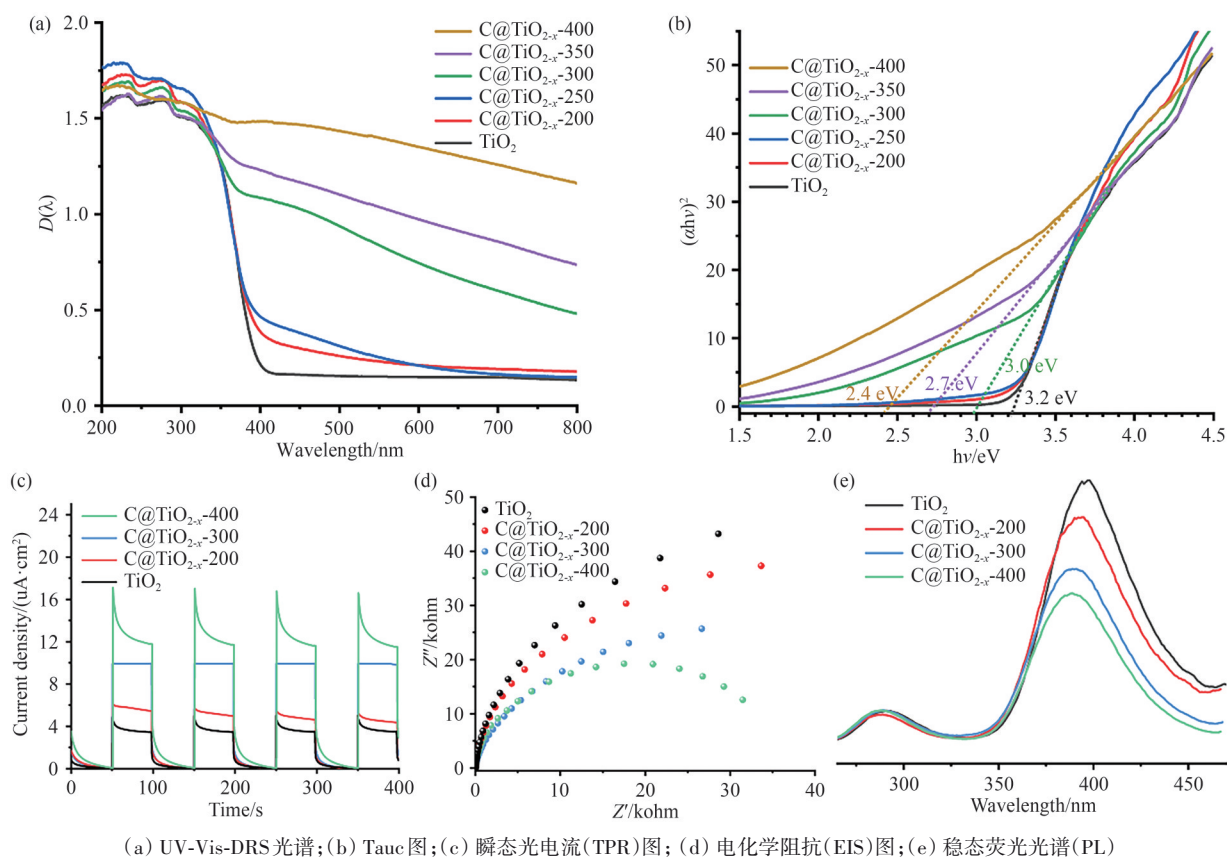 (a)
2.0
1.5
1.0
0.5
0.0
D(λ)
200 300 400 500 600 700 800
Wavelength/nm
C@TiO₂₋ₓ-400
C@TiO₂₋ₓ-350
C@TiO₂₋ₓ-300
C@TiO₂₋ₓ-250
C@TiO₂₋ₓ-200
TiO₂
(b)
50
40
30
20
10
0
(αhν)²
1.5 2.0 2.5 3.0 3.5 4.0 4.5
hν/eV
C@TiO₂₋ₓ-400
C@TiO₂₋ₓ-350
C@TiO₂₋ₓ-300
C@TiO₂₋ₓ-250
C@TiO₂₋ₓ-200
TiO₂
2.4 eV
2.7 eV
3.0 eV
3.2 eV
(c)
24
20
16
12
8
4
0
Current density/(uA·cm²)
0 100 200 300 400
Time/s
C@TiO₂₋ₓ-400
C@TiO₂₋ₓ-300
C@TiO₂₋ₓ-200
TiO₂
(d)
50
40
30
20
10
0
Z″/kohm
0 10 20 30 40
Z′/kohm
TiO₂
C@TiO₂₋ₓ-200
C@TiO₂₋ₓ-300
C@TiO₂₋ₓ-400
(e)
TiO₂
C@TiO₂₋ₓ-200
C@TiO₂₋ₓ-300
C@TiO₂₋ₓ-400
300 350 400 450
Wavelength/nm
(a) UV-Vis-DRS光谱;(b) Tauc图;(c) 瞬态光电流(TPR)图;(d) 电化学阻抗(EIS)图;(e) 稳态荧光光谱(PL)